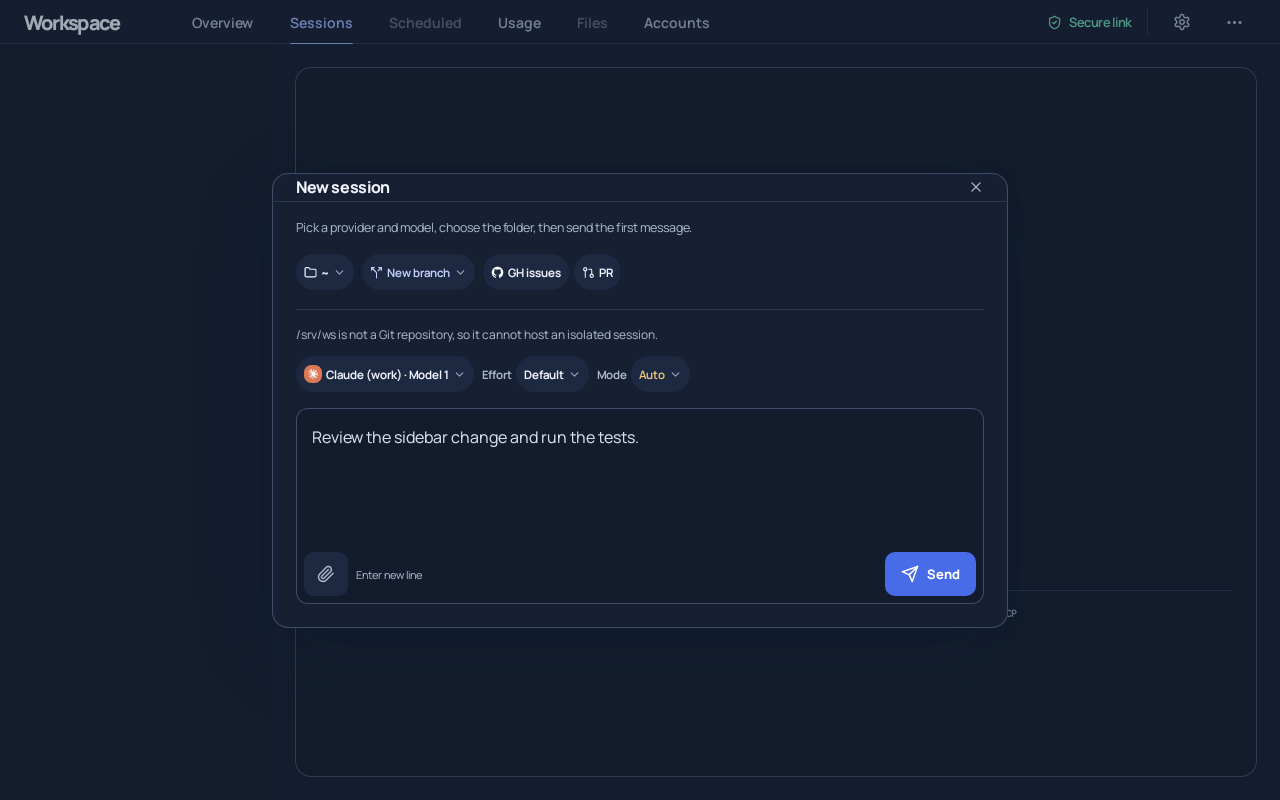 Workspace
Overview Sessions Scheduled Usage Files Accounts
Secure link
New session
Pick a provider and model, choose the folder, then send the first message.
~ New branch GH issues PR
/srv/ws is not a Git repository, so it cannot host an isolated session.
Claude (work) · Model 1 Effort Default Mode Auto
Review the sidebar change and run the tests.
Enter new line
Send